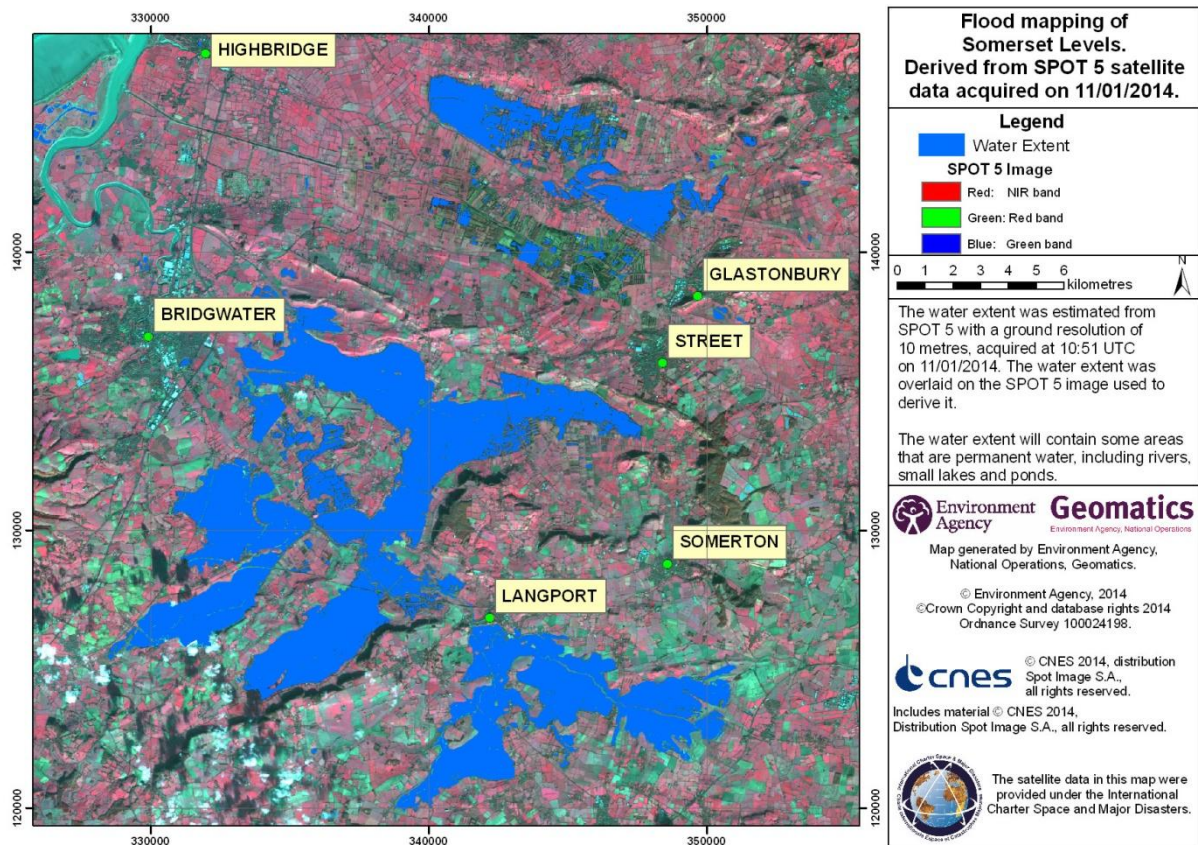 330000
340000
350000
HIGHBRIDGE
140000
140000
GLASTONBURY
BRIDGWATER
STREET
130000
130000
SOMERTON
LANGPORT
120000
120000
330000
340000
350000
Flood mapping of
Somerset Levels.
Derived from SPOT 5 satellite
data acquired on 11/01/2014.
Legend
Water Extent
SPOT 5 Image
Red: NIR band
Green: Red band
Blue: Green band
N
0 1 2 3 4 5 6
kilometres
The water extent was estimated from
SPOT 5 with a ground resolution of
10 metres, acquired at 10:51 UTC
on 11/01/2014. The water extent was
overlaid on the SPOT 5 image used to
derive it.
The water extent will contain some areas
that are permanent water, including rivers,
small lakes and ponds.
Environment
Agency
Geomatics
Environment Agency, National Operations
Map generated by Environment Agency,
National Operations, Geomatics.
© Environment Agency, 2014
©Crown Copyright and database rights 2014
Ordnance Survey 100024198.
cnes
© CNES 2014, distribution
Spot Image S.A.,
all rights reserved.
Includes material © CNES 2014,
Distribution Spot Image S.A., all rights reserved.
The satellite data in this map were
provided under the International
Charter Space and Major Disasters.